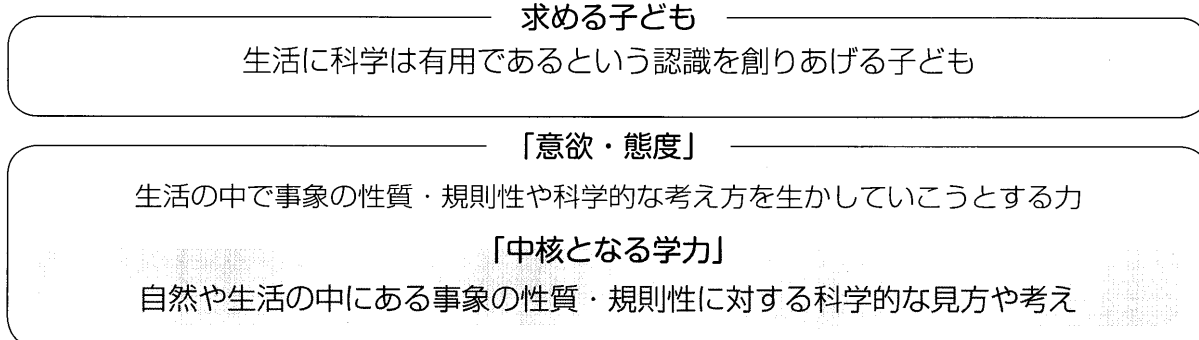 求める子ども
生活に科学は有用であるという認識を創りあげる子ども
「意欲・態度」
生活の中で事象の性質・規則性や科学的な考え方を生かしていこうとする力
「中核となる学力」
自然や生活の中にある事象の性質・規則性に対する科学的な見方や考え